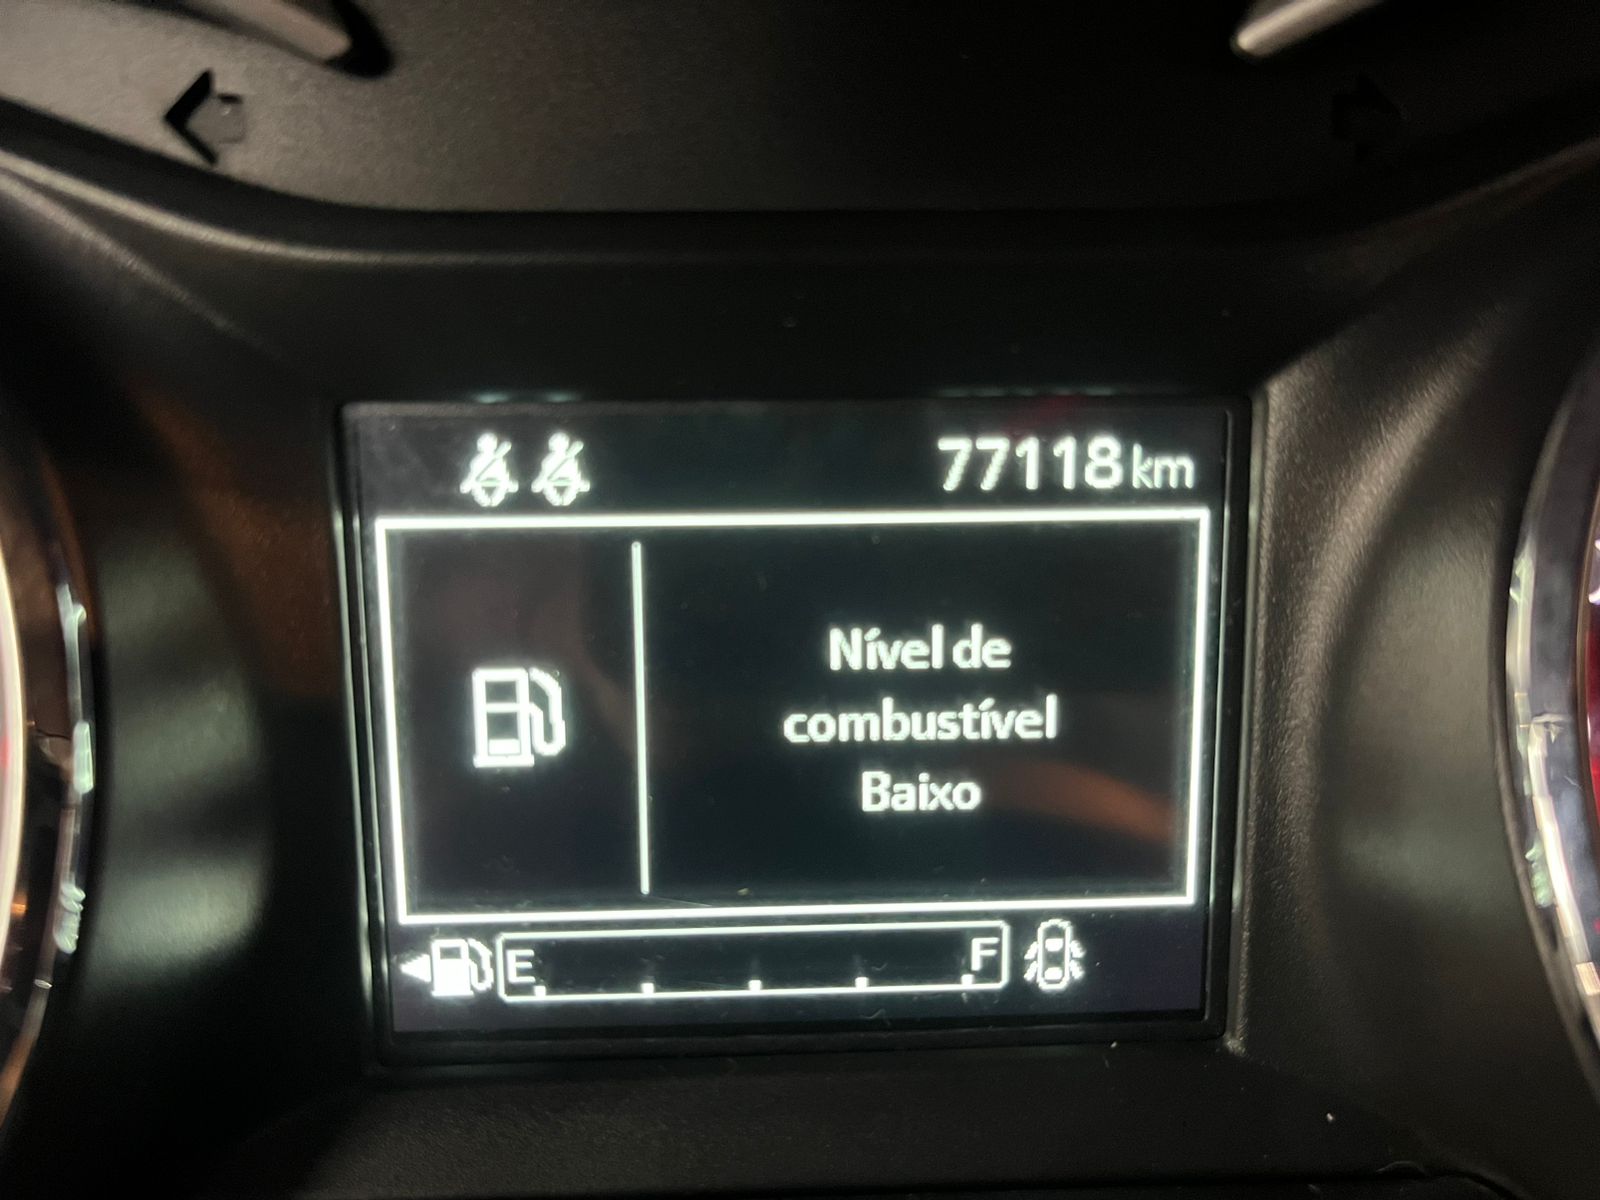 77118 km
Nível de
combustível
Baixo
E F